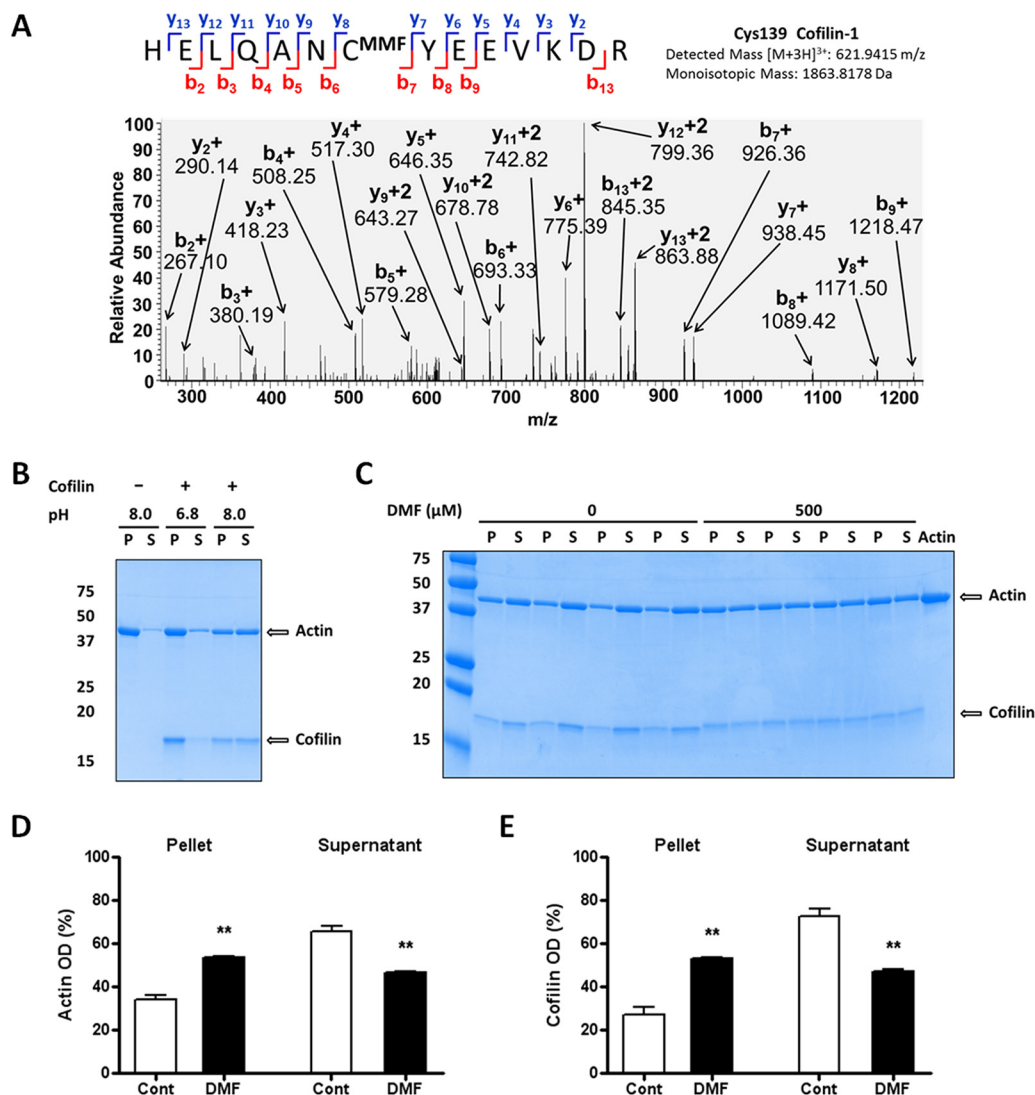 A
y13 y12 y11 y10 y9 y8 y7 y6 y5 y4 y3 y2
HELQANCMMFYEEVKDR
b2 b3 b4 b5 b6 b7 b8 b9 b13
Cys139 Cofilin-1
Detected Mass [M+3H]3+: 621.9415 m/z
Monoisotopic Mass: 1863.8178 Da
Relative Abundance
100
90
80
70
60
50
40
30
20
10
0
y2+
290.14
b4+
508.25
y4+
517.30
y5+
646.35
y11+2
742.82
y12+2
799.36
b7+
926.36
b2+
267.10
y3+
418.23
y9+2
643.27
y10+2
678.78
y6+
775.39
b13+2
845.35
y7+
938.45
b9+
1218.47
b3+
380.19
b5+
579.28
b6+
693.33
y13+2
863.88
b8+
1089.42
y8+
1171.50
300 400 500 600 700 800 900 1000 1100 1200
m/z
B
Cofilin − + +
pH 8.0 6.8 8.0
P S P S P S
75
50
37
25
20
15
Actin
Cofilin
C
DMF (µM) 0 500
P S P S P S P S P S P S P S P S Actin
75
50
37
25
20
15
Actin
Cofilin
D
Pellet Supernatant
Actin OD (%)
100
80
60
40
20
0
** **
Cont DMF Cont DMF
E
Pellet Supernatant
Cofilin OD (%)
100
80
60
40
20
0
** **
Cont DMF Cont DMF